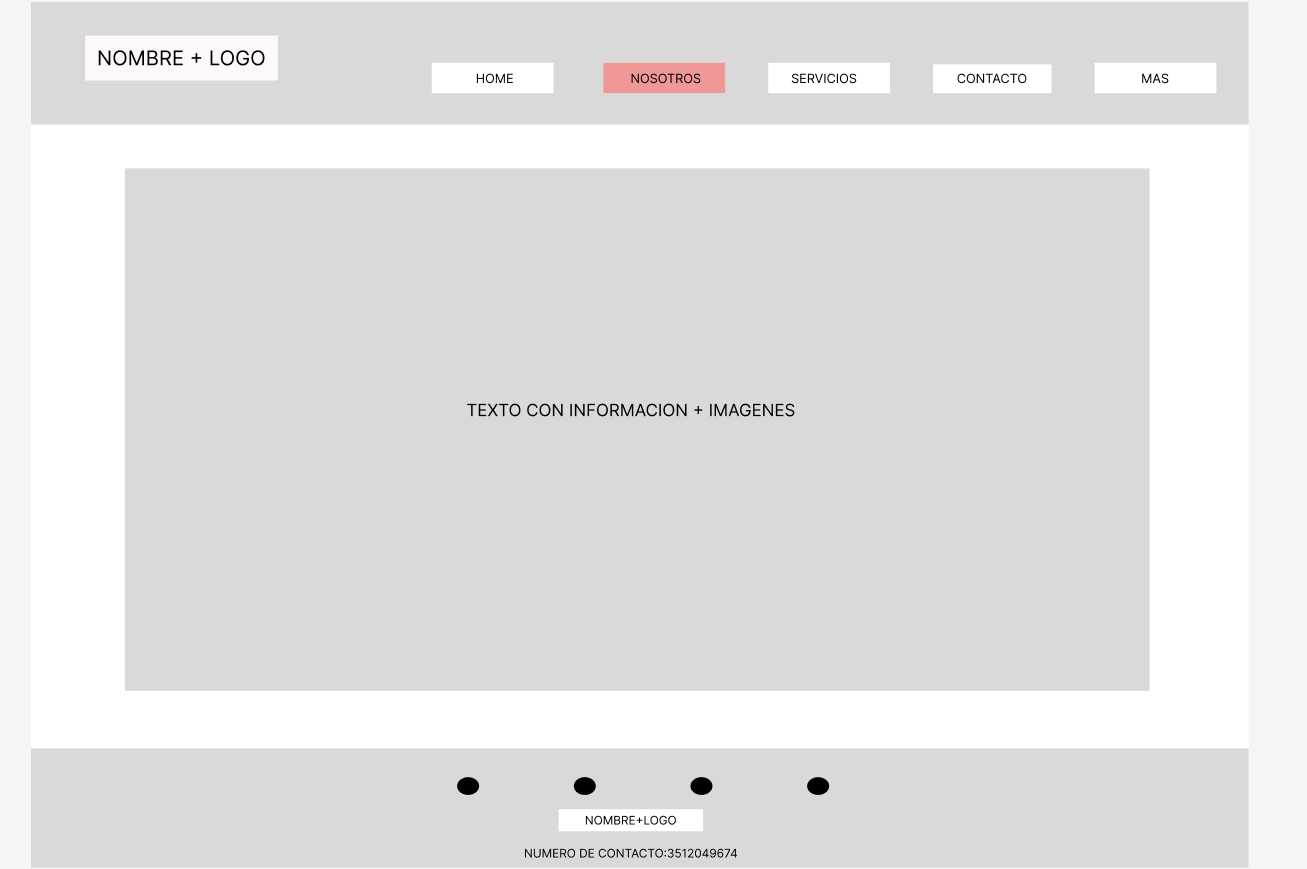 NOMBRE + LOGO
HOME
NOSOTROS
SERVICIOS
CONTACTO
MAS
TEXTO CON INFORMACION + IMAGENES
NOMBRE+LOGO
NUMERO DE CONTACTO:3512049674